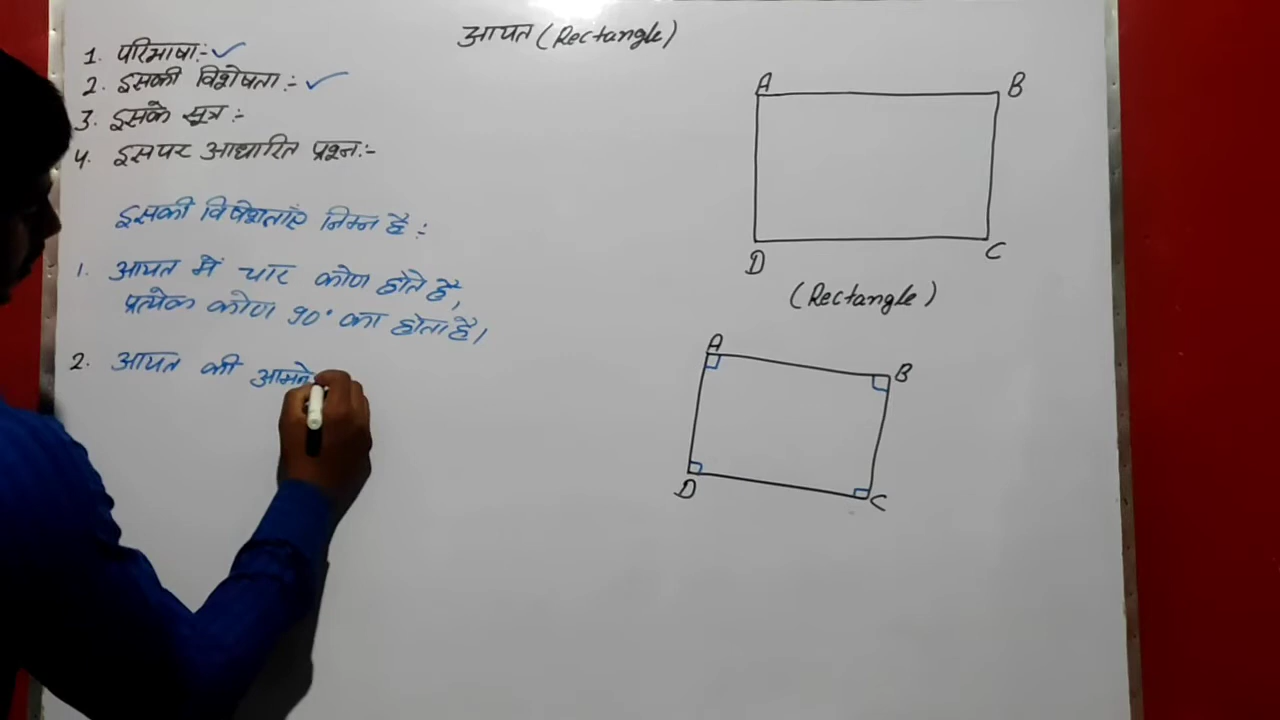 आयत (Rectangle)
1. परिभाषा:- ✓
2. इसकी विशेषता:- ✓
3. इसके सूत्र:-
4. इसपर आधारित प्रश्न:-
इसकी विषेशताएँ निम्न है:-
1. आयत में चार कोण होते है,
प्रत्येक कोण 90° का होता है।
2. आयत की आमने
A B
D C
(Rectangle)
A B
D C